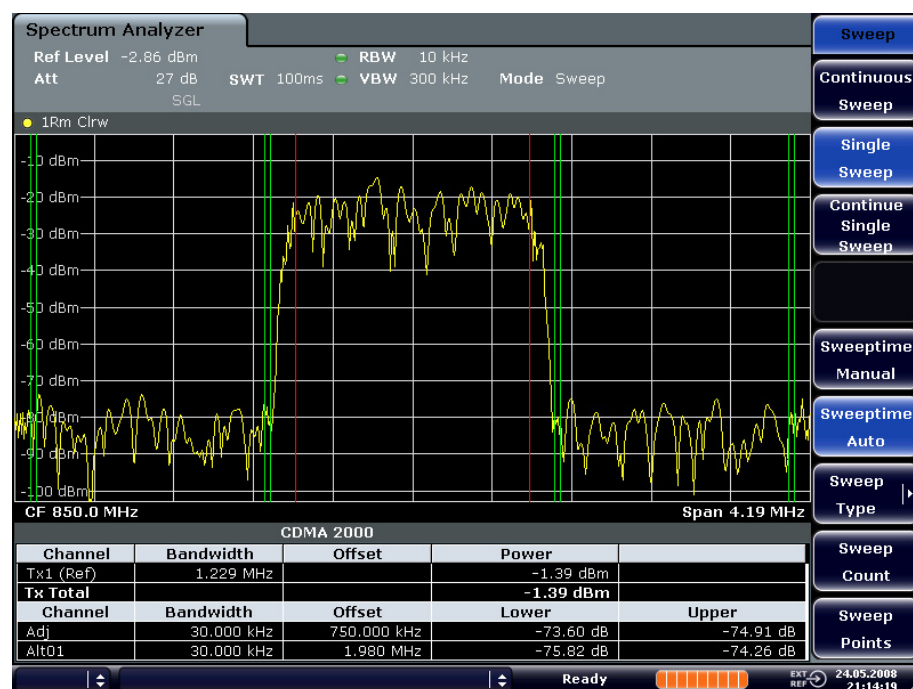 Spectrum Analyzer
Ref Level -2.86 dBm RBW 10 kHz
Att 27 dB SWT 100ms VBW 300 kHz Mode Sweep
SGL
1Rm Clrw
-10 dBm
-20 dBm
-30 dBm
-40 dBm
-50 dBm
-60 dBm
-70 dBm
-80 dBm
-90 dBm
-100 dBm
CF 850.0 MHz Span 4.19 MHz
CDMA 2000
Channel Bandwidth Offset Power
Tx1 (Ref) 1.229 MHz -1.39 dBm
Tx Total -1.39 dBm
Channel Bandwidth Offset Lower Upper
Adj 30.000 kHz 750.000 kHz -73.60 dB -74.91 dB
Alt01 30.000 kHz 1.980 MHz -75.82 dB -74.26 dB
Ready EXT REF 24.05.2008
21:14:19
Sweep
Continuous
Sweep
Single
Sweep
Continue
Single
Sweep
Sweeptime
Manual
Sweeptime
Auto
Sweep
Type
Sweep
Count
Sweep
Points